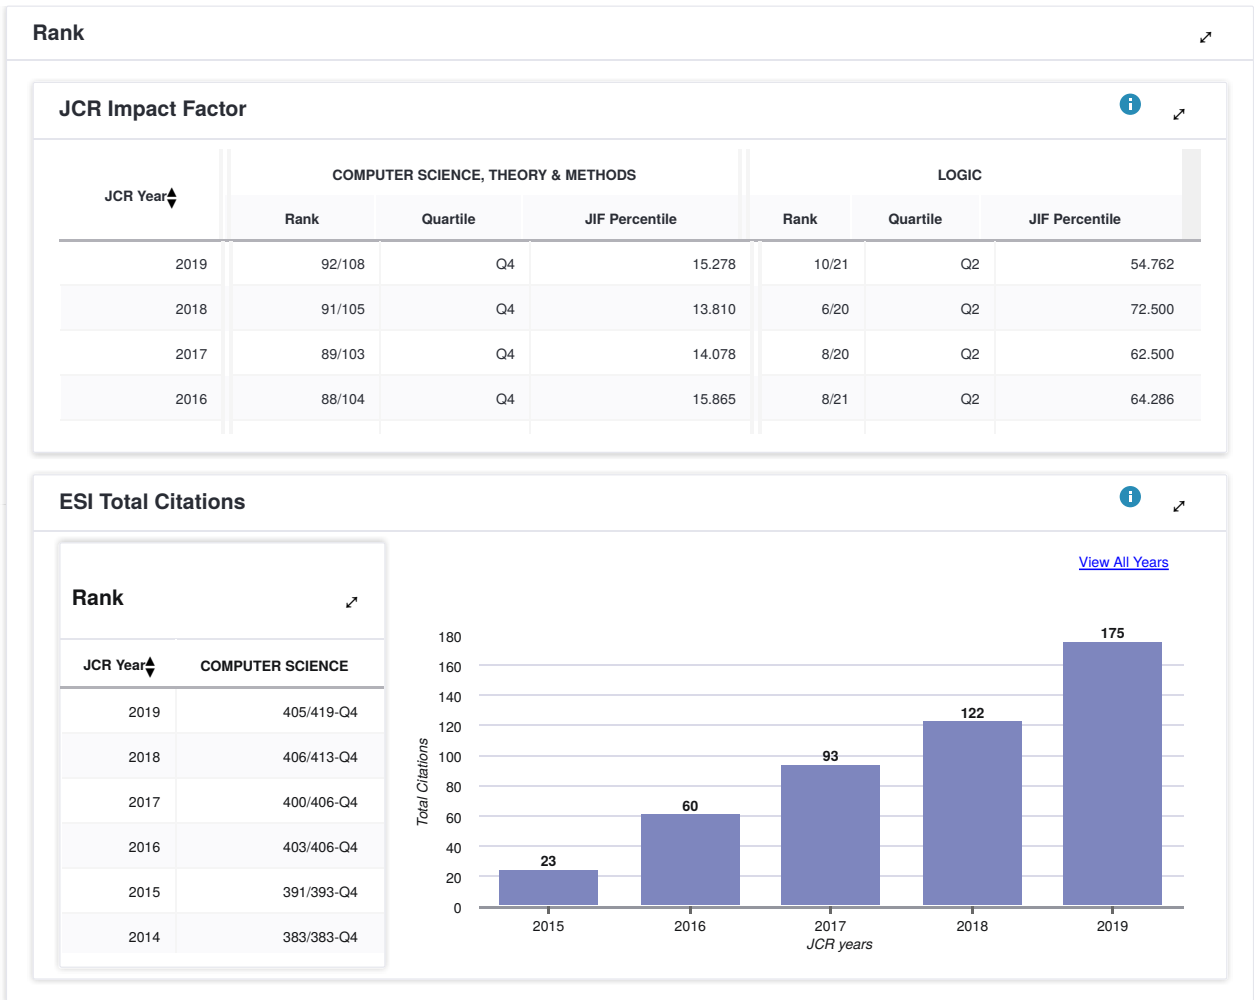 Rank
JCR Impact Factor
JCR Year
COMPUTER SCIENCE, THEORY & METHODS LOGIC
Rank Quartile JIF Percentile Rank Quartile JIF Percentile
2019 92/108 Q4 15.278 10/21 Q2 54.762
2018 91/105 Q4 13.810 6/20 Q2 72.500
2017 89/103 Q4 14.078 8/20 Q2 62.500
2016 88/104 Q4 15.865 8/21 Q2 64.286
ESI Total Citations
Rank
JCR Year COMPUTER SCIENCE
2019 405/419-Q4
2018 406/413-Q4
2017 400/406-Q4
2016 403/406-Q4
2015 391/393-Q4
2014 383/383-Q4
View All Years
Total Citations
180
160
140
120
100
80
60
40
20
0
23
60
93
122
175
2015 2016 2017 2018 2019
JCR years